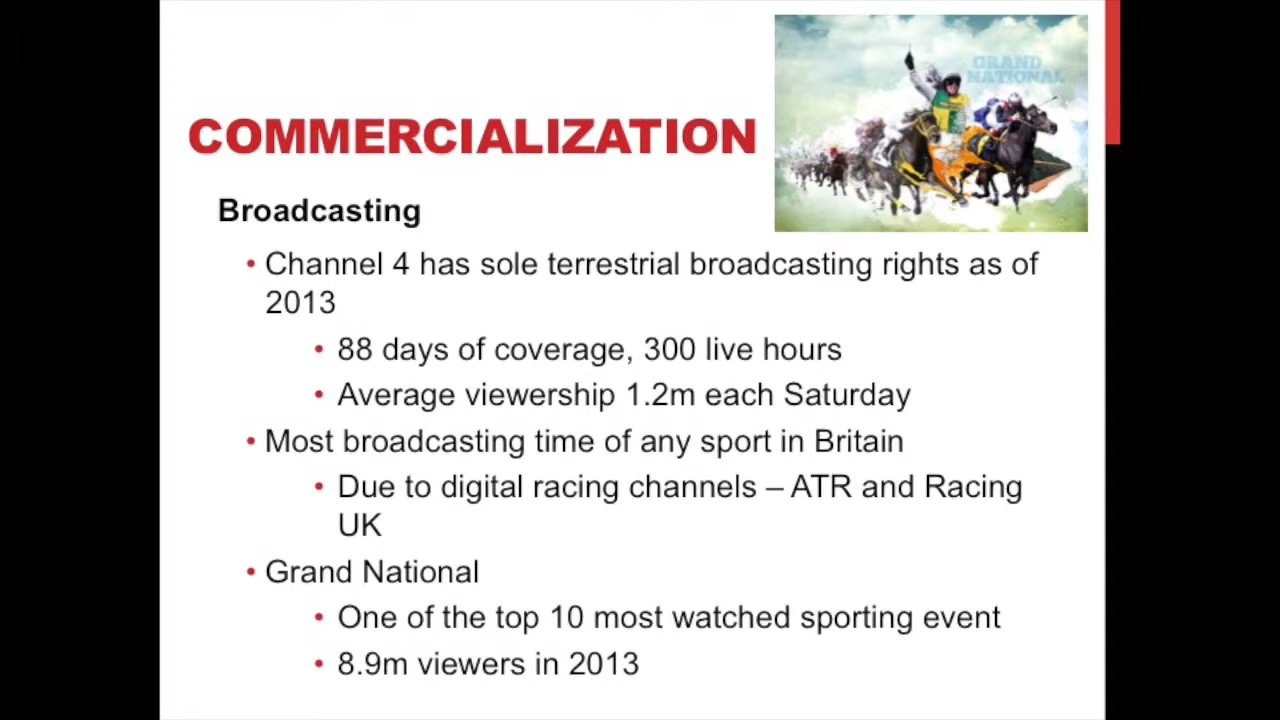 GRAND
NATIONAL
COMMERCIALIZATION
Broadcasting
• Channel 4 has sole terrestrial broadcasting rights as of
2013
• 88 days of coverage, 300 live hours
• Average viewership 1.2m each Saturday
• Most broadcasting time of any sport in Britain
• Due to digital racing channels – ATR and Racing
UK
• Grand National
• One of the top 10 most watched sporting event
• 8.9m viewers in 2013